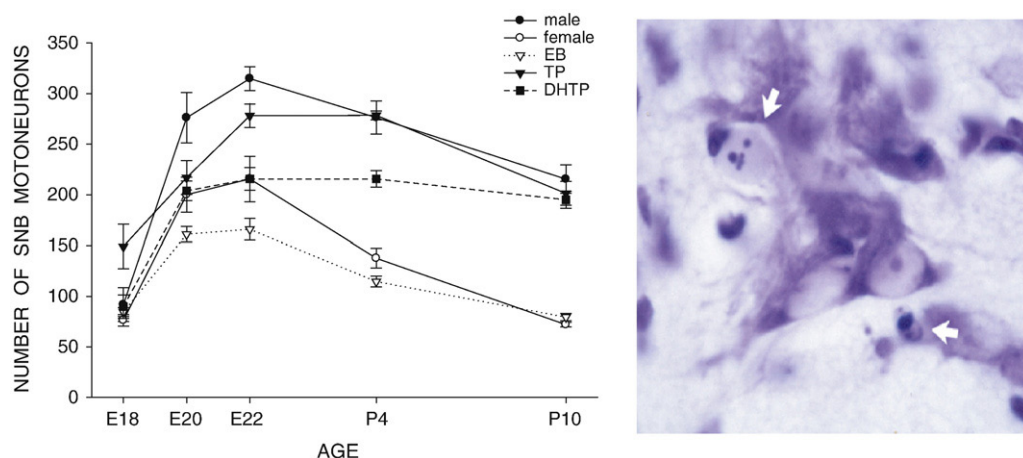 male
female
EB
TP
DHTP
350
300
250
200
150
100
50
0
NUMBER OF SNB MOTONEURONS
E18 E20 E22 P4 P10
AGE